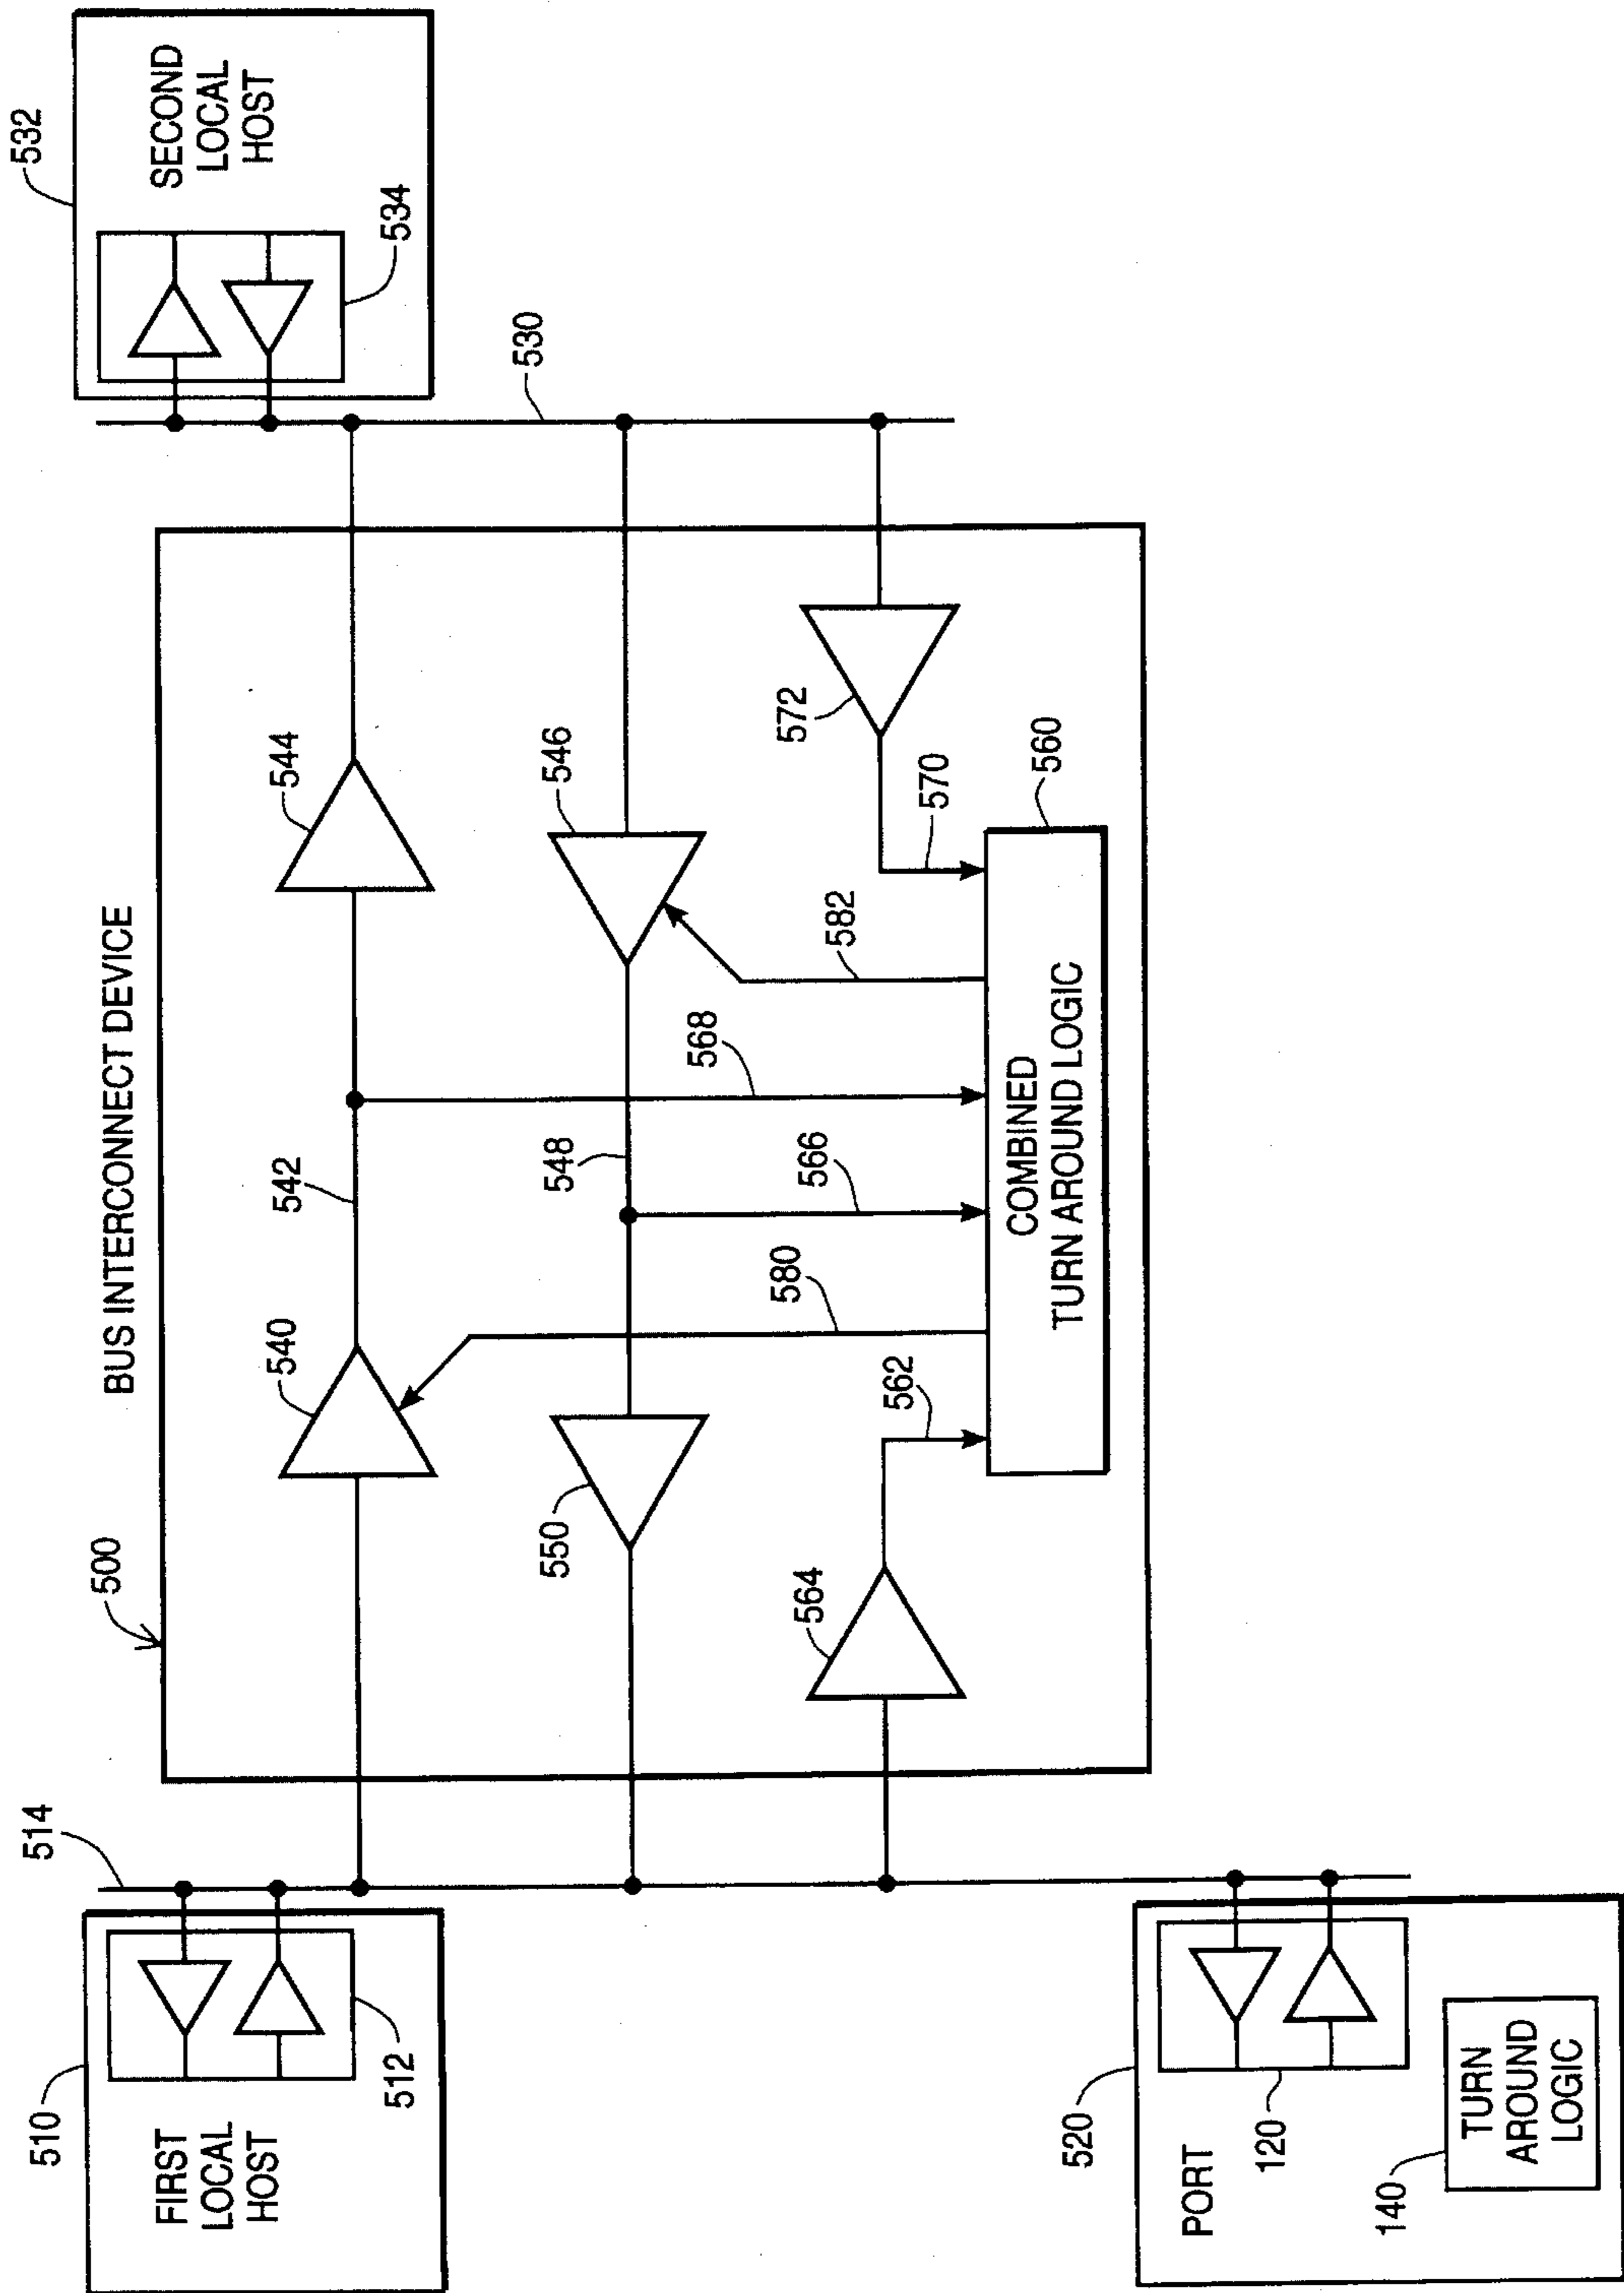 BUS INTERCONNECT DEVICE
500
510
FIRST
LOCAL
HOST
512
514
540
542
544
530
532
SECOND
LOCAL
HOST
534
550
548
546
564
562
580
566
568
582
570
572
560
COMBINED
TURN AROUND LOGIC
520
PORT
120
140
TURN
AROUND
LOGIC